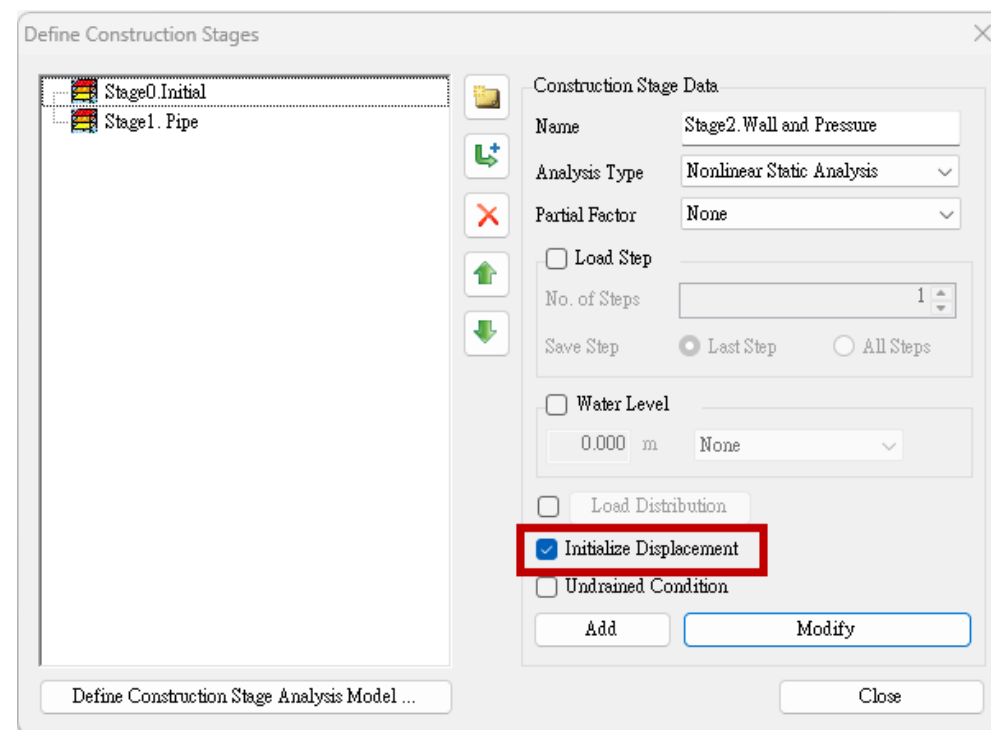 Define Construction Stages
Stage0.Initial
Stage1. Pipe
Construction Stage Data
Name Stage2.Wall and Pressure
Analysis Type Nonlinear Static Analysis
Partial Factor None
Load Step
No. of Steps 1
Save Step Last Step All Steps
Water Level
0.000 m None
Load Distribution
Initialize Displacement
Undrained Condition
Add Modify
Define Construction Stage Analysis Model ... Close